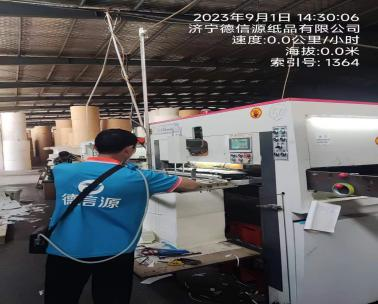 2023年9月1日 14:30:06
济宁德信源纸品有限公司
速度:0.0公里/小时
海拔:0.0米
索引号: 1364
德信源